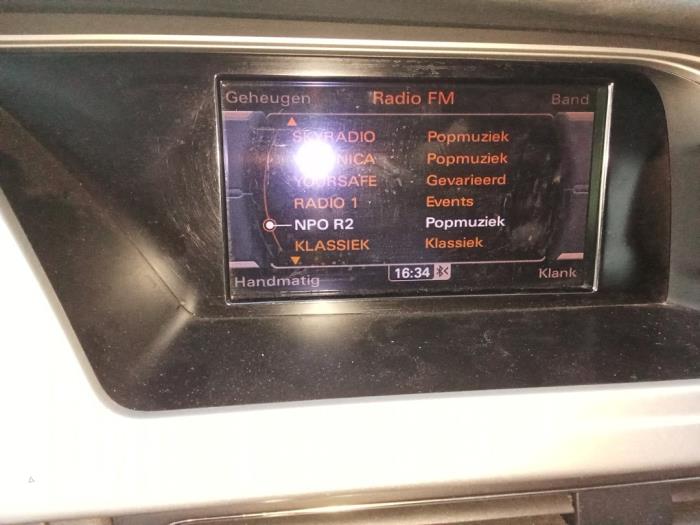 Geheugen Radio FM Band
SKYRADIO Popmuziek
NICA Popmuziek
YOURSAFE Gevarieerd
RADIO 1 Events
NPO R2 Popmuziek
KLASSIEK Klassiek
Handmatig 16:34 Klank